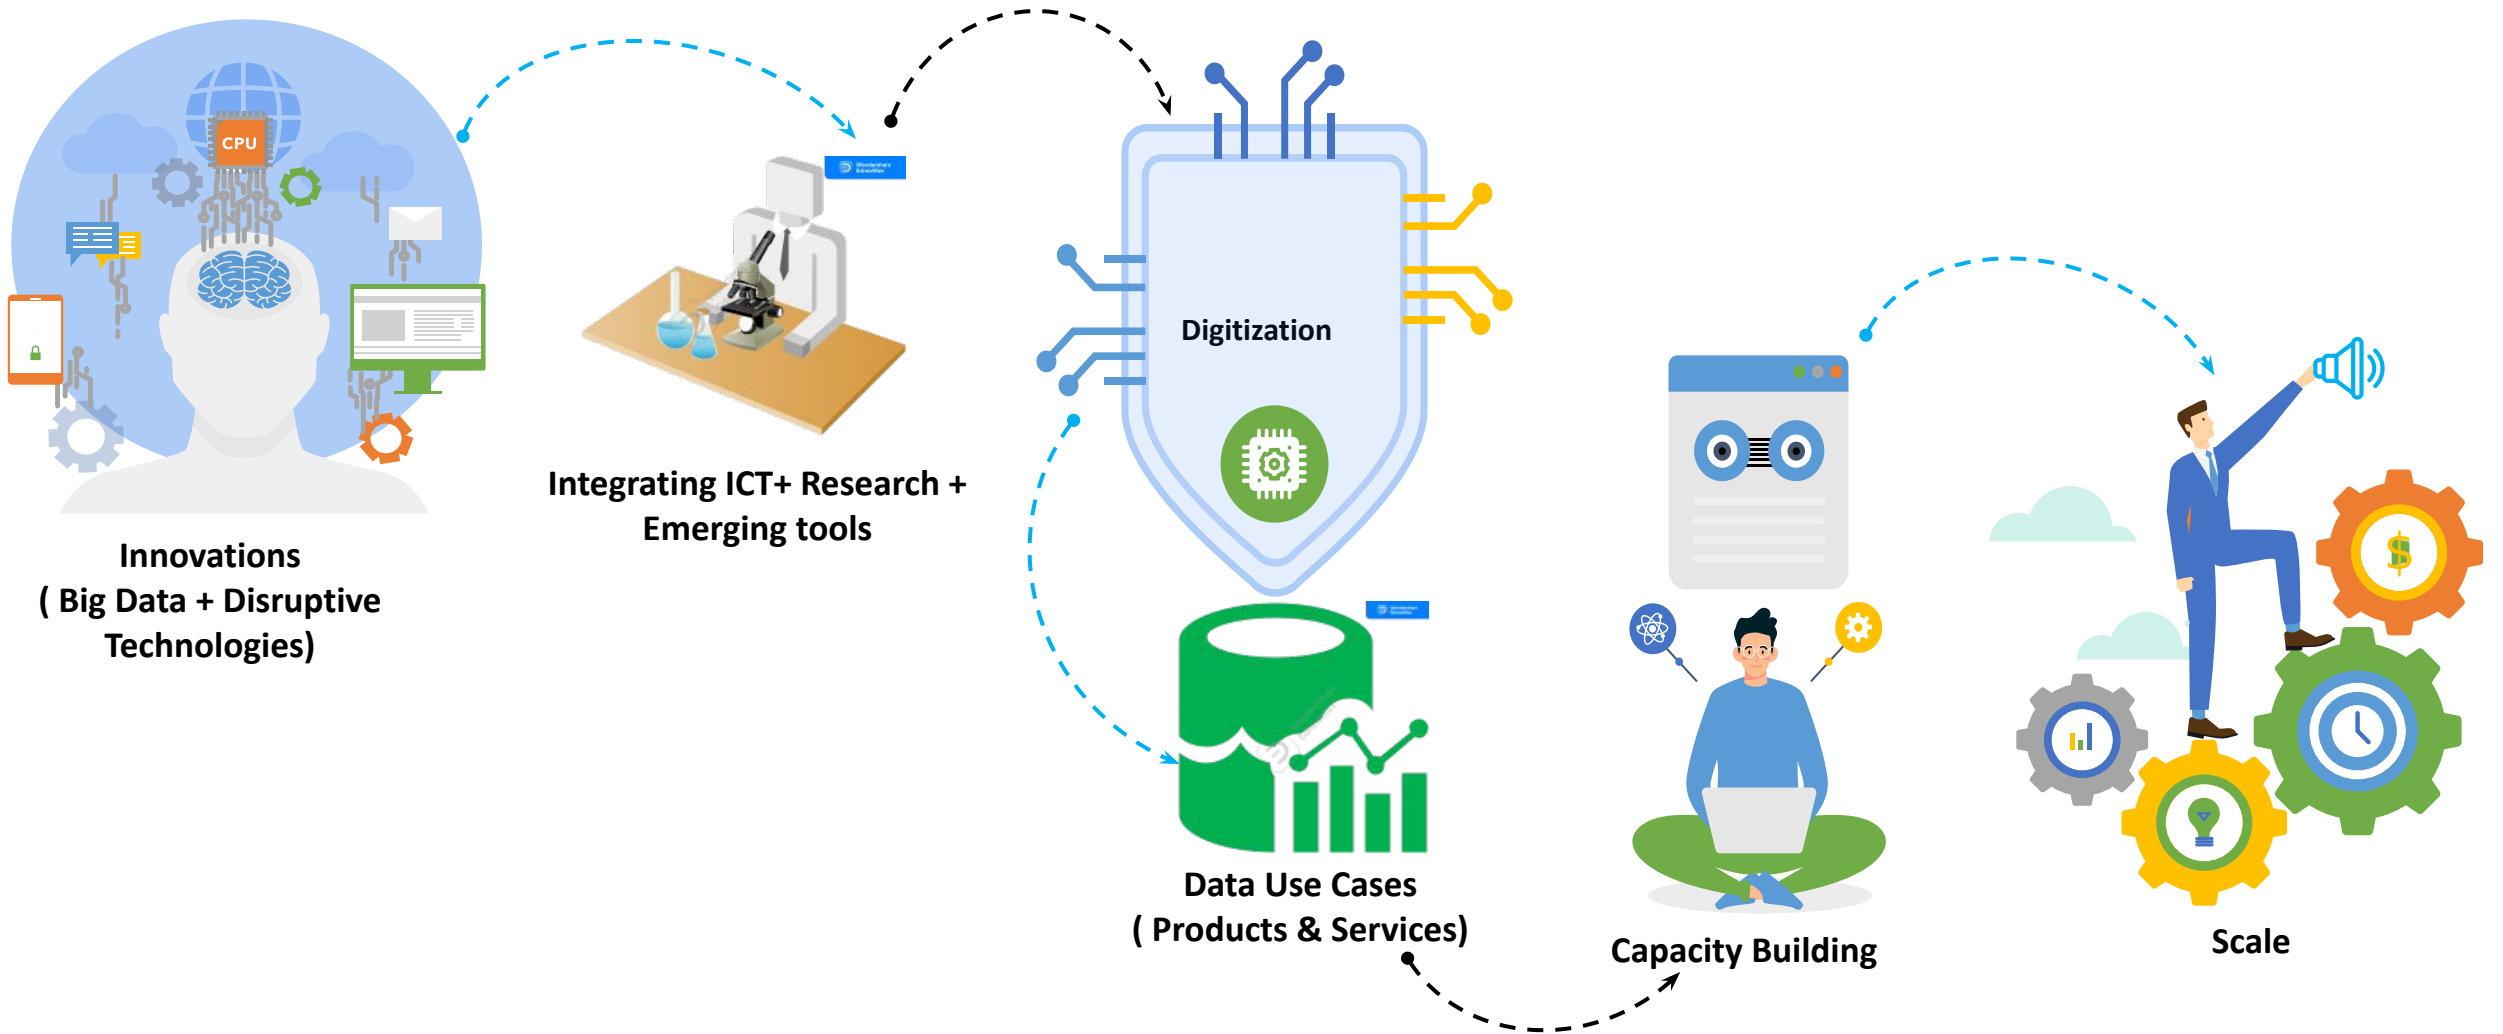 CPU
Innovations
( Big Data + Disruptive
Technologies)
Integrating ICT+ Research +
Emerging tools
Digitization
Data Use Cases
( Products & Services)
Capacity Building
Scale